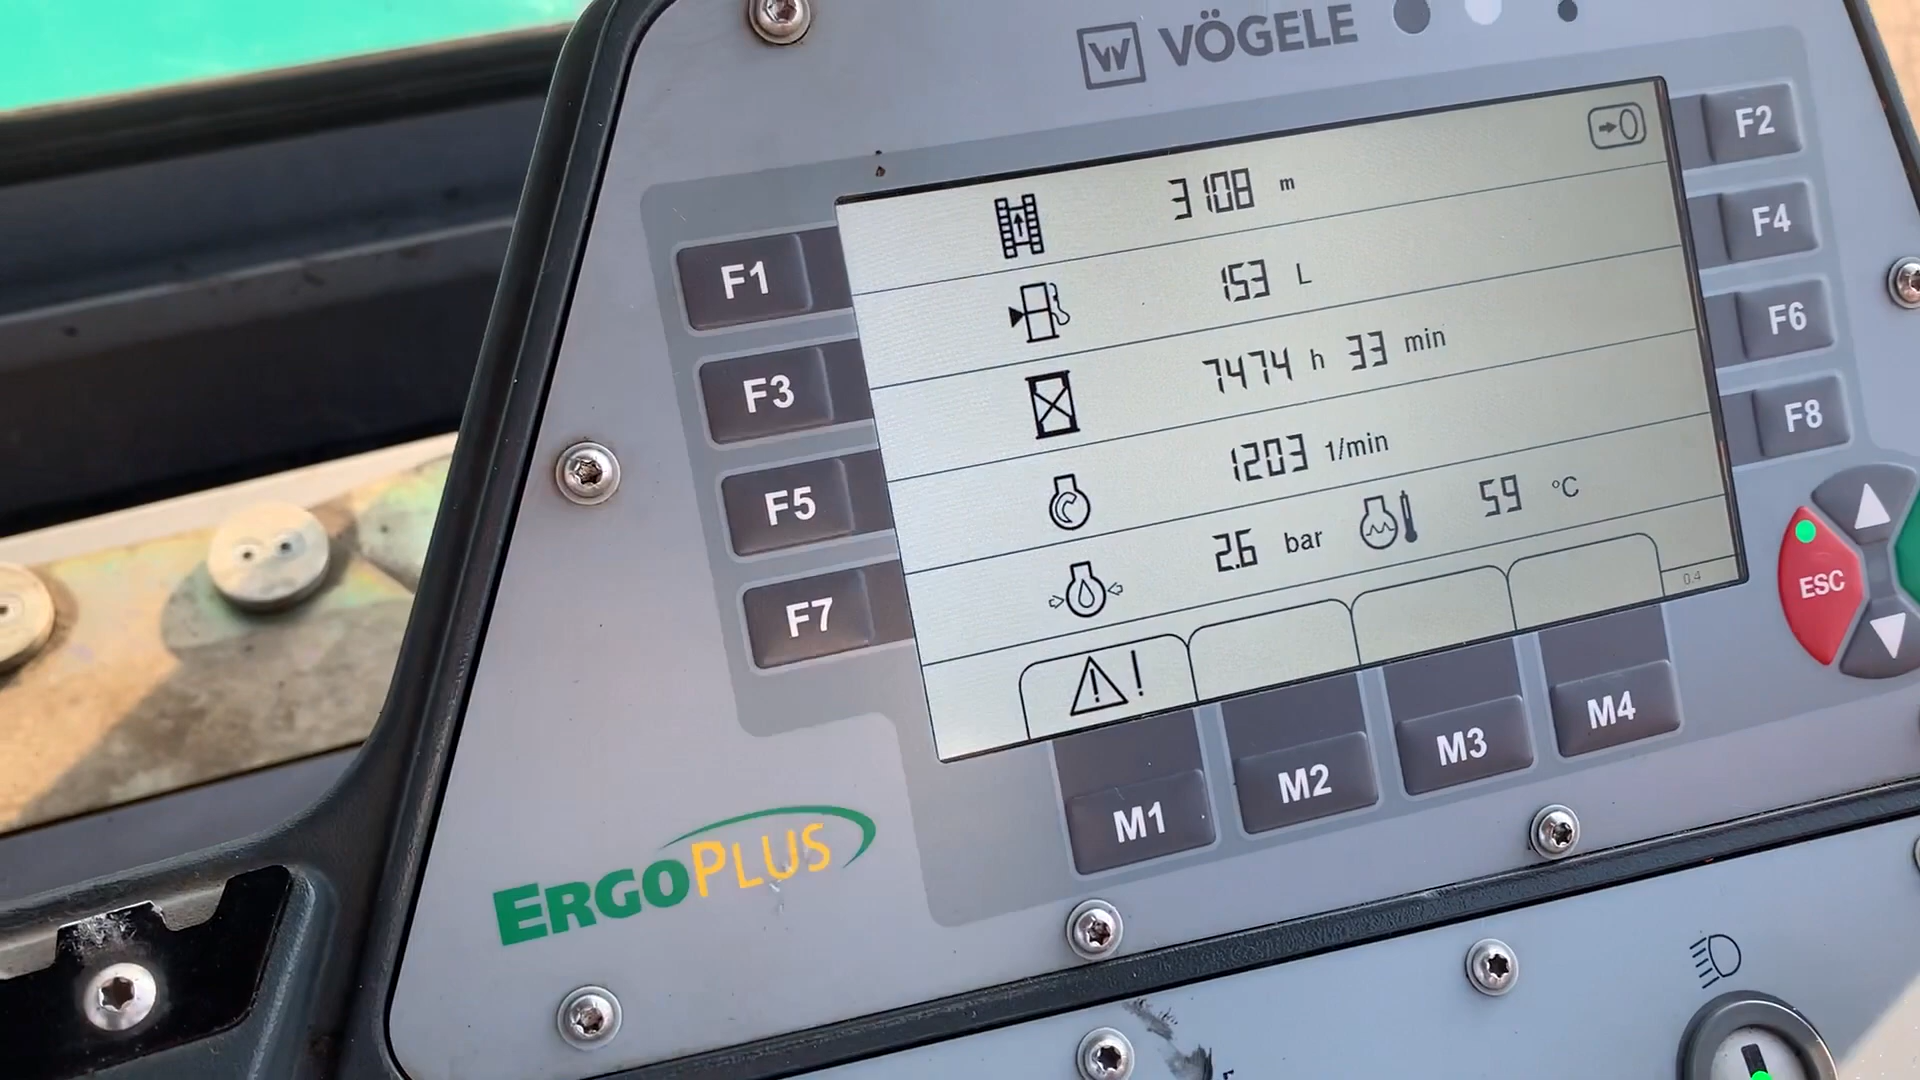 VÖGELE
3108 m
153 L
7474 h 33 min
1203 1/min
2.6 bar 59 °C
0.4
F1
F3
F5
F7
F2
F4
F6
F8
ESC
M1
M2
M3
M4
ERGOPLUS